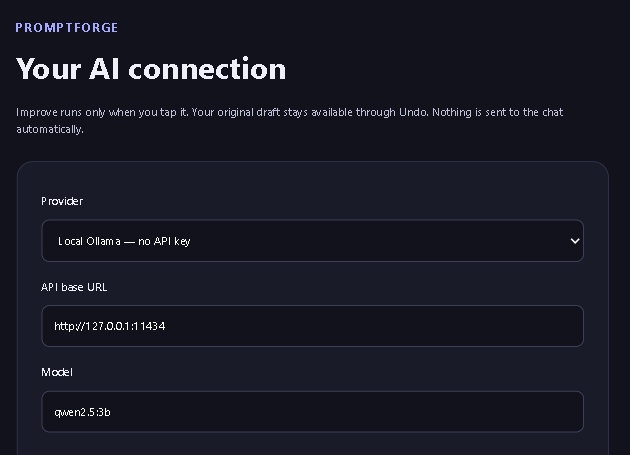 PROMPTFORGE
Your AI connection
Improve runs only when you tap it. Your original draft stays available through Undo. Nothing is sent to the chat
automatically.
Provider
Local Ollama — no API key
API base URL
http://127.0.0.1:11434
Model
qwen2.5:3b